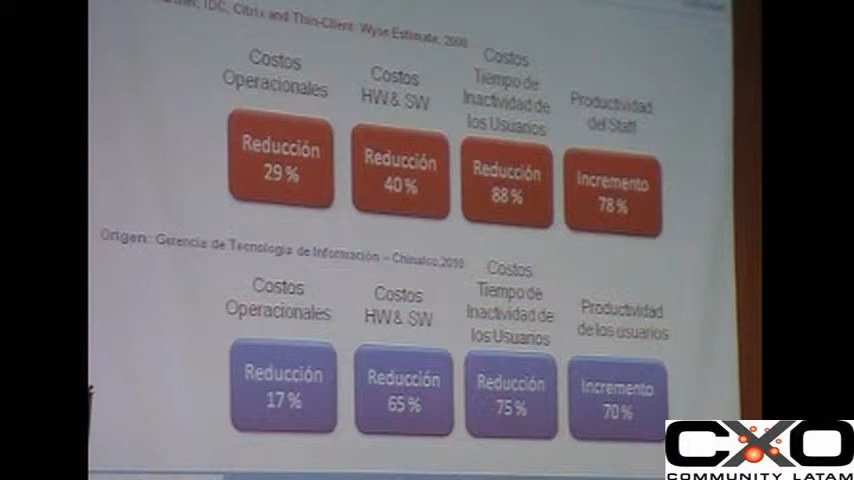 IDC, Citrix and Thin-Client: Wyse Estimate, 2008
Costos
Operacionales
Costos
HW & SW
Costos
Tiempo de
Inactividad de
los Usuarios
Productividad
del Staff
Reducción
29 %
Reducción
40 %
Reducción
88 %
Incremento
78 %
Origen: Gerencia de Tecnología de Información – Chinalco,2010
Costos
Operacionales
Costos
HW & SW
Costos
Tiempo de
Inactividad de
los Usuarios
Productividad
de los usuarios
Reducción
17 %
Reducción
65 %
Reducción
75 %
Incremento
70 %
CXO
COMMUNITY LATAM